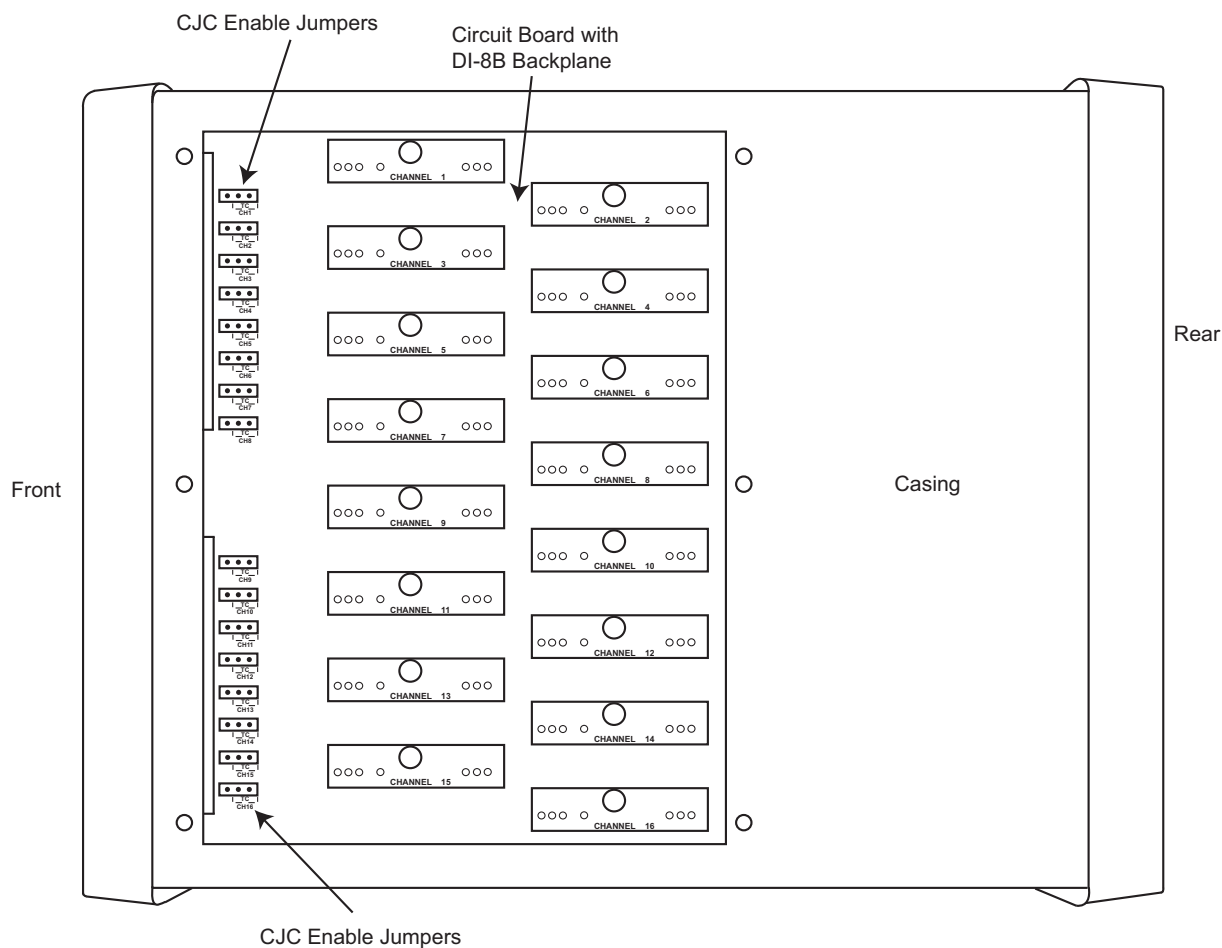 CJC Enable Jumpers
Circuit Board with
DI-8B Backplane
CHANNEL 1
TC
CH1
CHANNEL 2
TC
CH2
CHANNEL 3
TC
CH3
TC
CH4
CHANNEL 4
TC
CH5
CHANNEL 5
TC
CH6
CHANNEL 6
TC
CH7
TC
CH8
CHANNEL 7
CHANNEL 8
Front
Rear
Casing
CHANNEL 9
CHANNEL 10
TC
CH9
TC
CH10
CHANNEL 11
TC
CH11
CHANNEL 12
TC
CH12
TC
CH13
CHANNEL 13
TC
CH14
CHANNEL 14
TC
CH15
CHANNEL 15
TC
CH16
CHANNEL 16
CJC Enable Jumpers